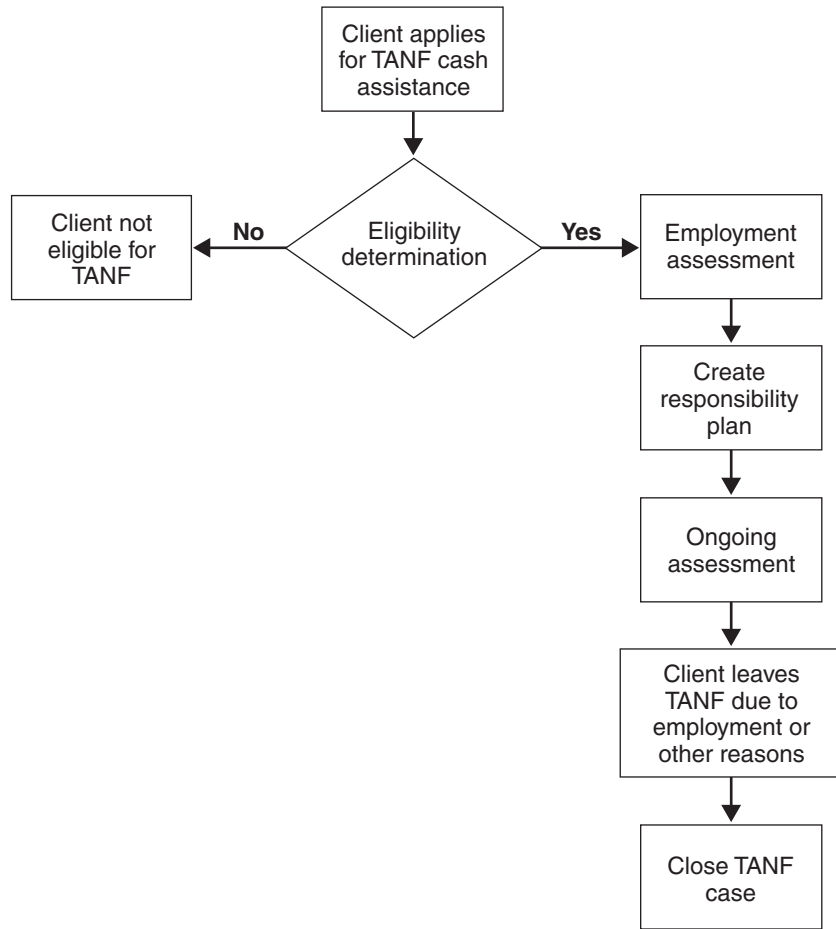 Client applies
for TANF cash
assistance
Client not
eligible for
TANF
No
Eligibility
determination
Yes
Employment
assessment
Create
responsibility
plan
Ongoing
assessment
Client leaves
TANF due to
employment or
other reasons
Close TANF
case